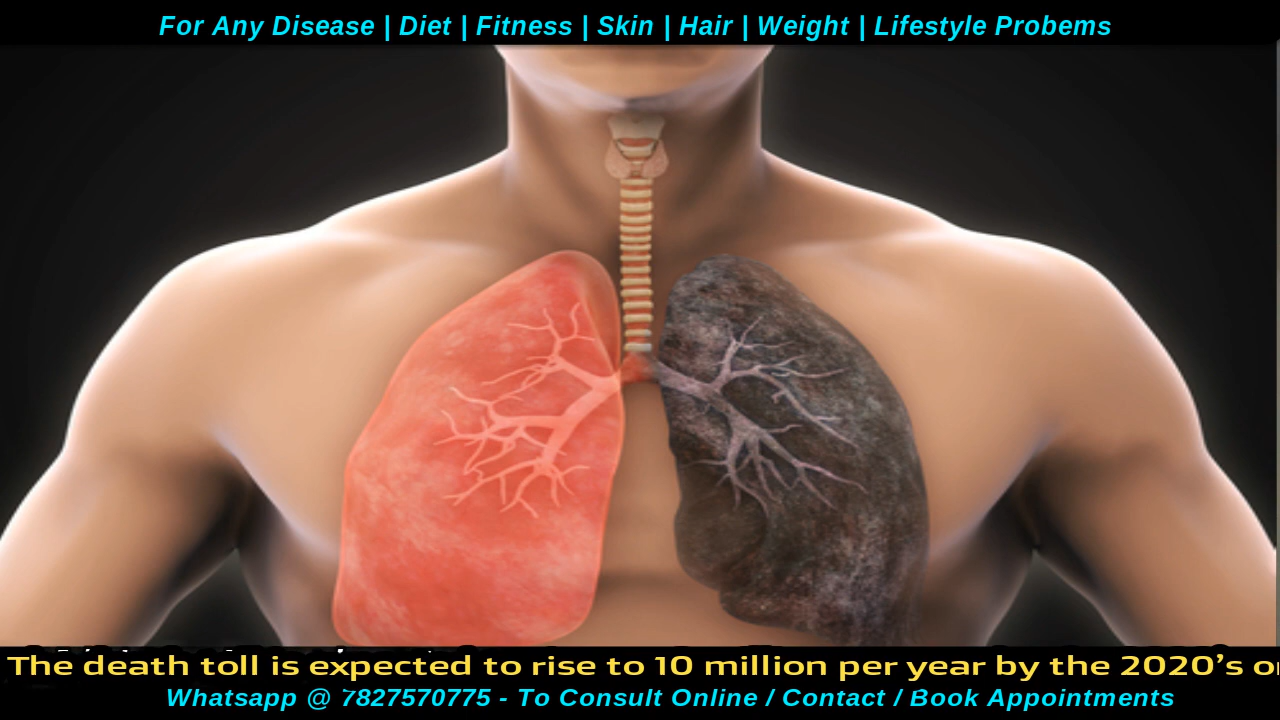 For Any Disease | Diet | Fitness | Skin | Hair | Weight | Lifestyle Probems
The death toll is expected to rise to 10 million per year by the 2020’s
Whatsapp @ 7827570775 - To Consult Online / Contact / Book Appointments